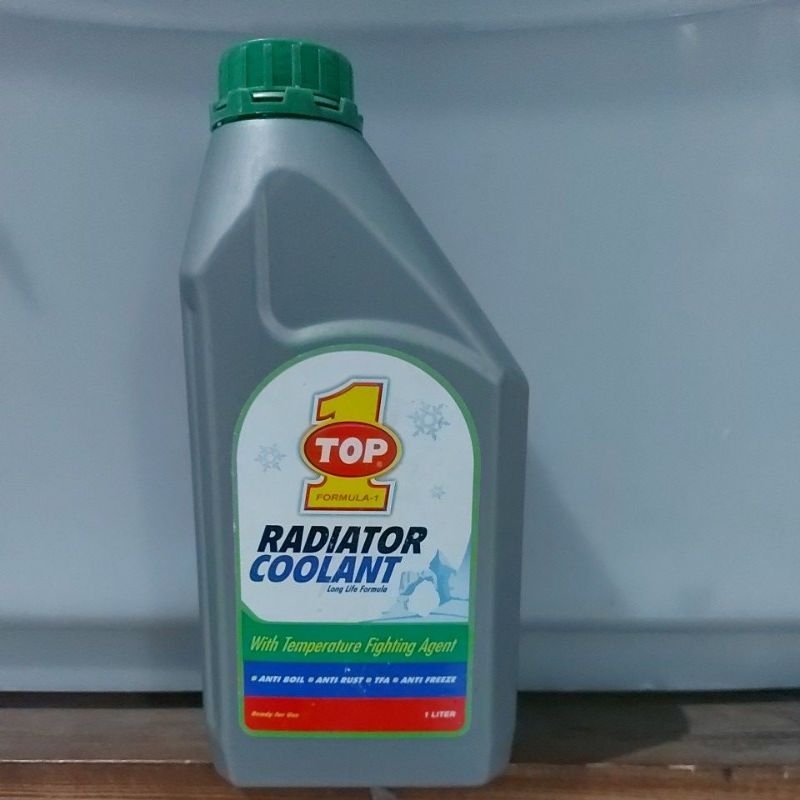 1
TOP
FORMULA-1
RADIATOR
COOLANT
Long Life Formula
With Temperature Fighting Agent
ANTI BOIL ANTI RUST TFA ANTI FREEZE
Ready for Use 1 LITER